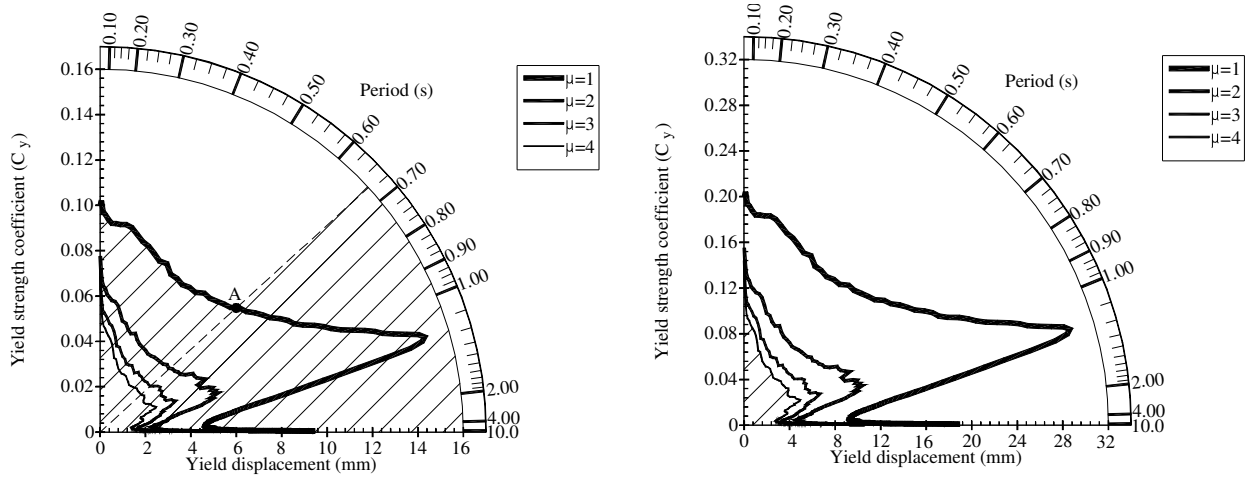 0.10
0.20
0.30
0.40
0.50
0.60
0.70
0.80
0.90
1.00
2.00
4.00
10.0
Period (s)
μ=1
μ=2
μ=3
μ=4
Yield strength coefficient (C y)
0.16
0.14
0.12
0.10
0.08
0.06
0.04
0.02
0
A
0 2 4 6 8 10 12 14 16
Yield displacement (mm)
0.10
0.20
0.30
0.40
0.50
0.60
0.70
0.80
0.90
1.00
2.00
4.00
10.0
Period (s)
μ=1
μ=2
μ=3
μ=4
Yield strength coefficient (C y)
0.32
0.28
0.24
0.20
0.16
0.12
0.08
0.04
0
0 4 8 12 16 20 24 28 32
Yield displacement (mm)